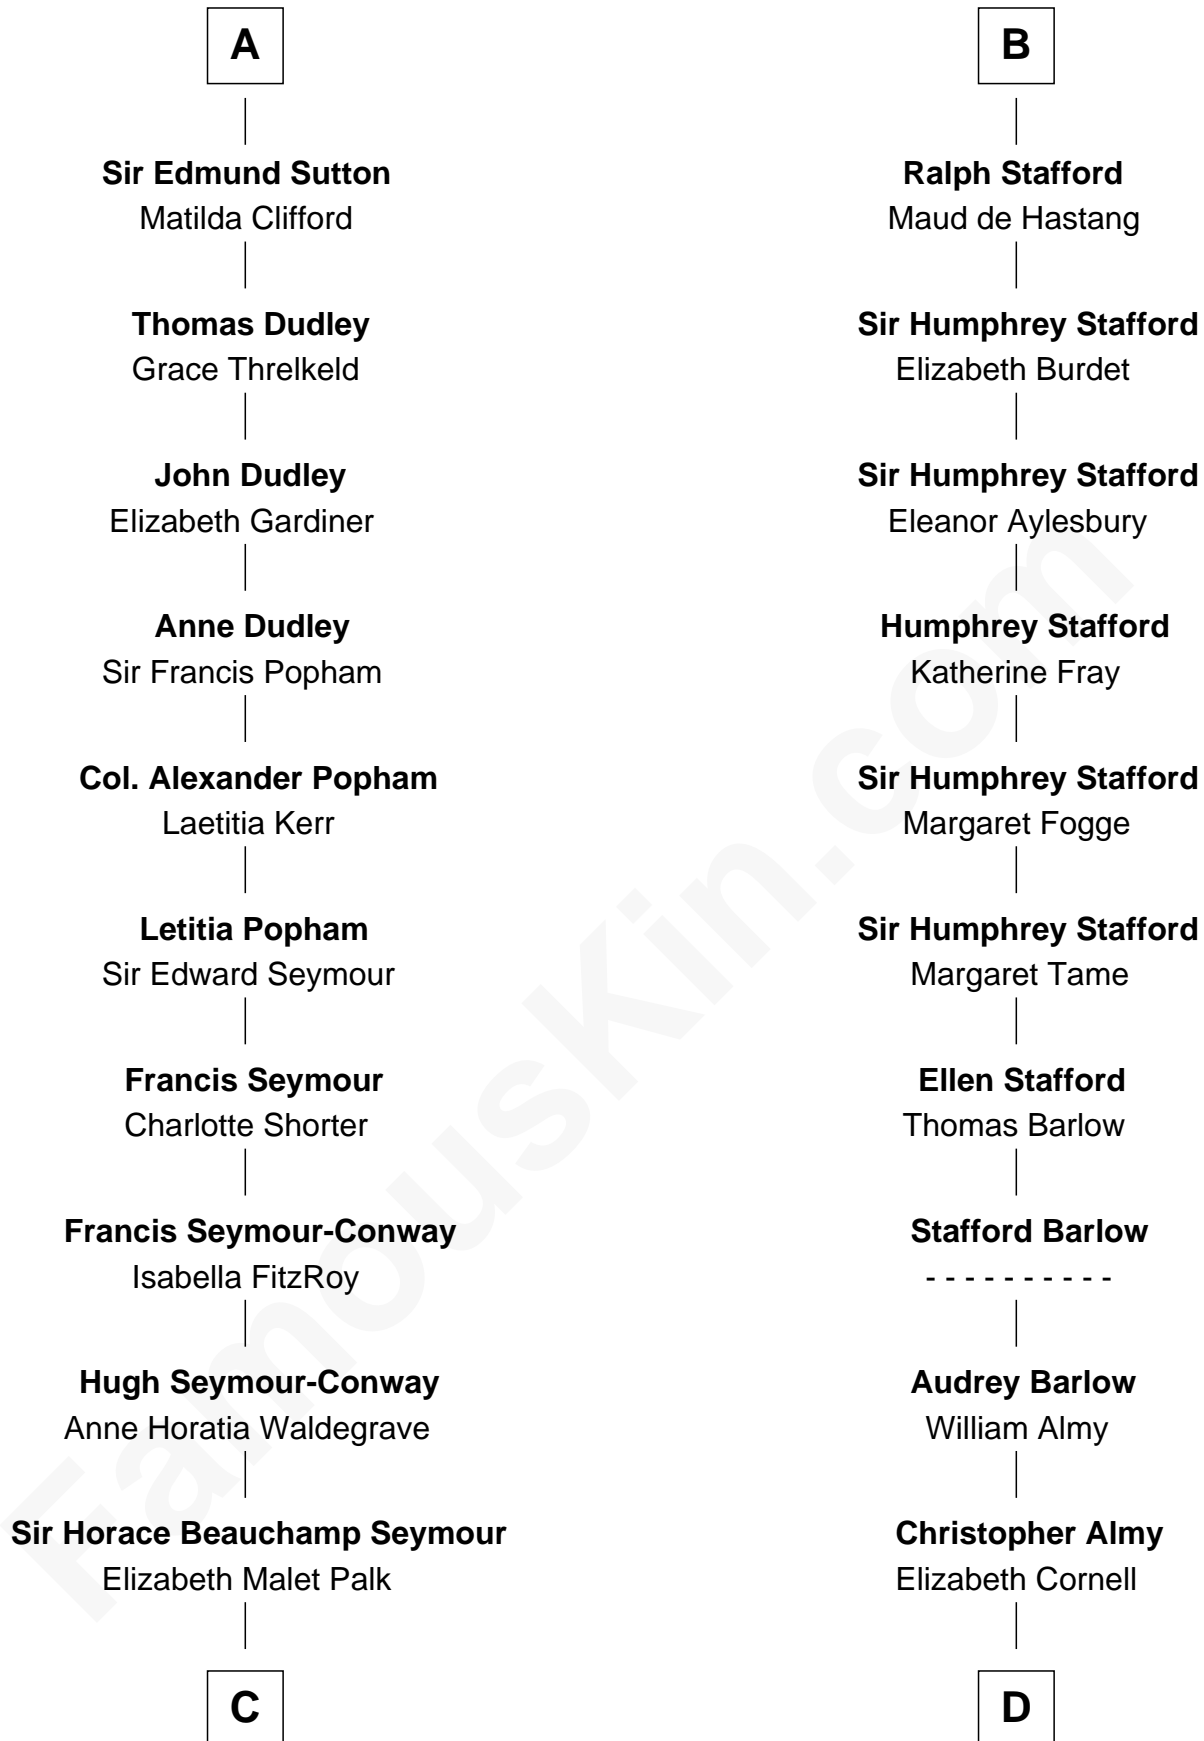 A
Sir Edmund Sutton
Matilda Clifford
Thomas Dudley
Grace Threlkeld
John Dudley
Elizabeth Gardiner
Anne Dudley
Sir Francis Popham
Col. Alexander Popham
Laetitia Kerr
Letitia Popham
Sir Edward Seymour
Francis Seymour
Charlotte Shorter
Francis Seymour-Conway
Isabella FitzRoy
Hugh Seymour-Conway
Anne Horatia Waldegrave
Sir Horace Beauchamp Seymour
Elizabeth Malet Palk
C
B
Ralph Stafford
Maud de Hastang
Sir Humphrey Stafford
Elizabeth Burdet
Sir Humphrey Stafford
Eleanor Aylesbury
Humphrey Stafford
Katherine Fray
Sir Humphrey Stafford
Margaret Fogge
Sir Humphrey Stafford
Margaret Tame
Ellen Stafford
Thomas Barlow
Stafford Barlow
- - - - - - - - - -
Audrey Barlow
William Almy
Christopher Almy
Elizabeth Cornell
D
FamousKin.com